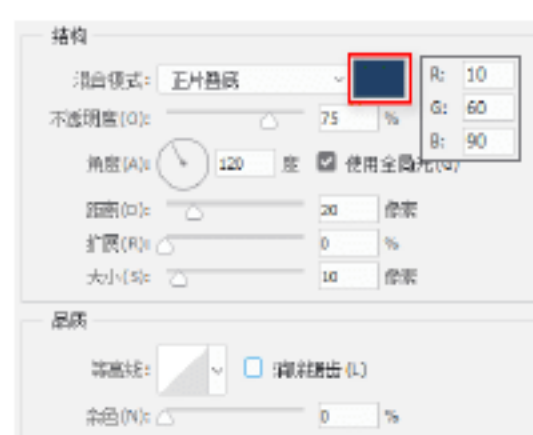 结构
混合模式: 正片叠底
R: 10
G: 60
B: 90
不透明度(O): 75 %
角度(A): 120 度 使用全局光(G)
距离(D): 20 像素
扩展(R): 0 %
大小(S): 10 像素
品质
等高线: 消除锯齿(L)
杂色(N): 0 %